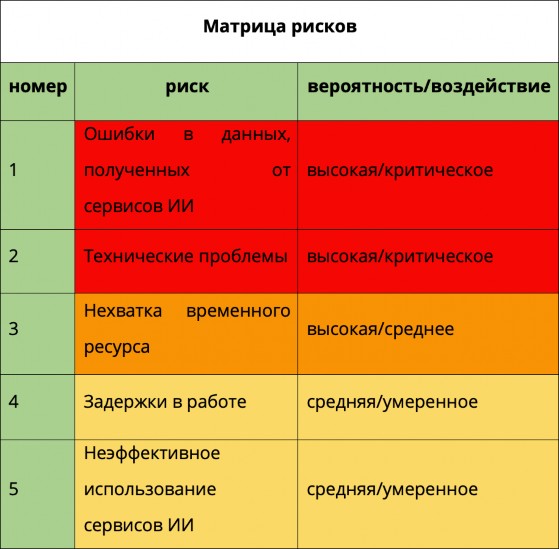 Матрица рисков
номер риск вероятность/воздействие
1 Ошибки в данных, полученных от сервисов ИИ высокая/критическое
2 Технические проблемы высокая/критическое
3 Нехватка временного ресурса высокая/среднее
4 Задержки в работе средняя/умеренное
5 Неэффективное использование сервисов ИИ средняя/умеренное